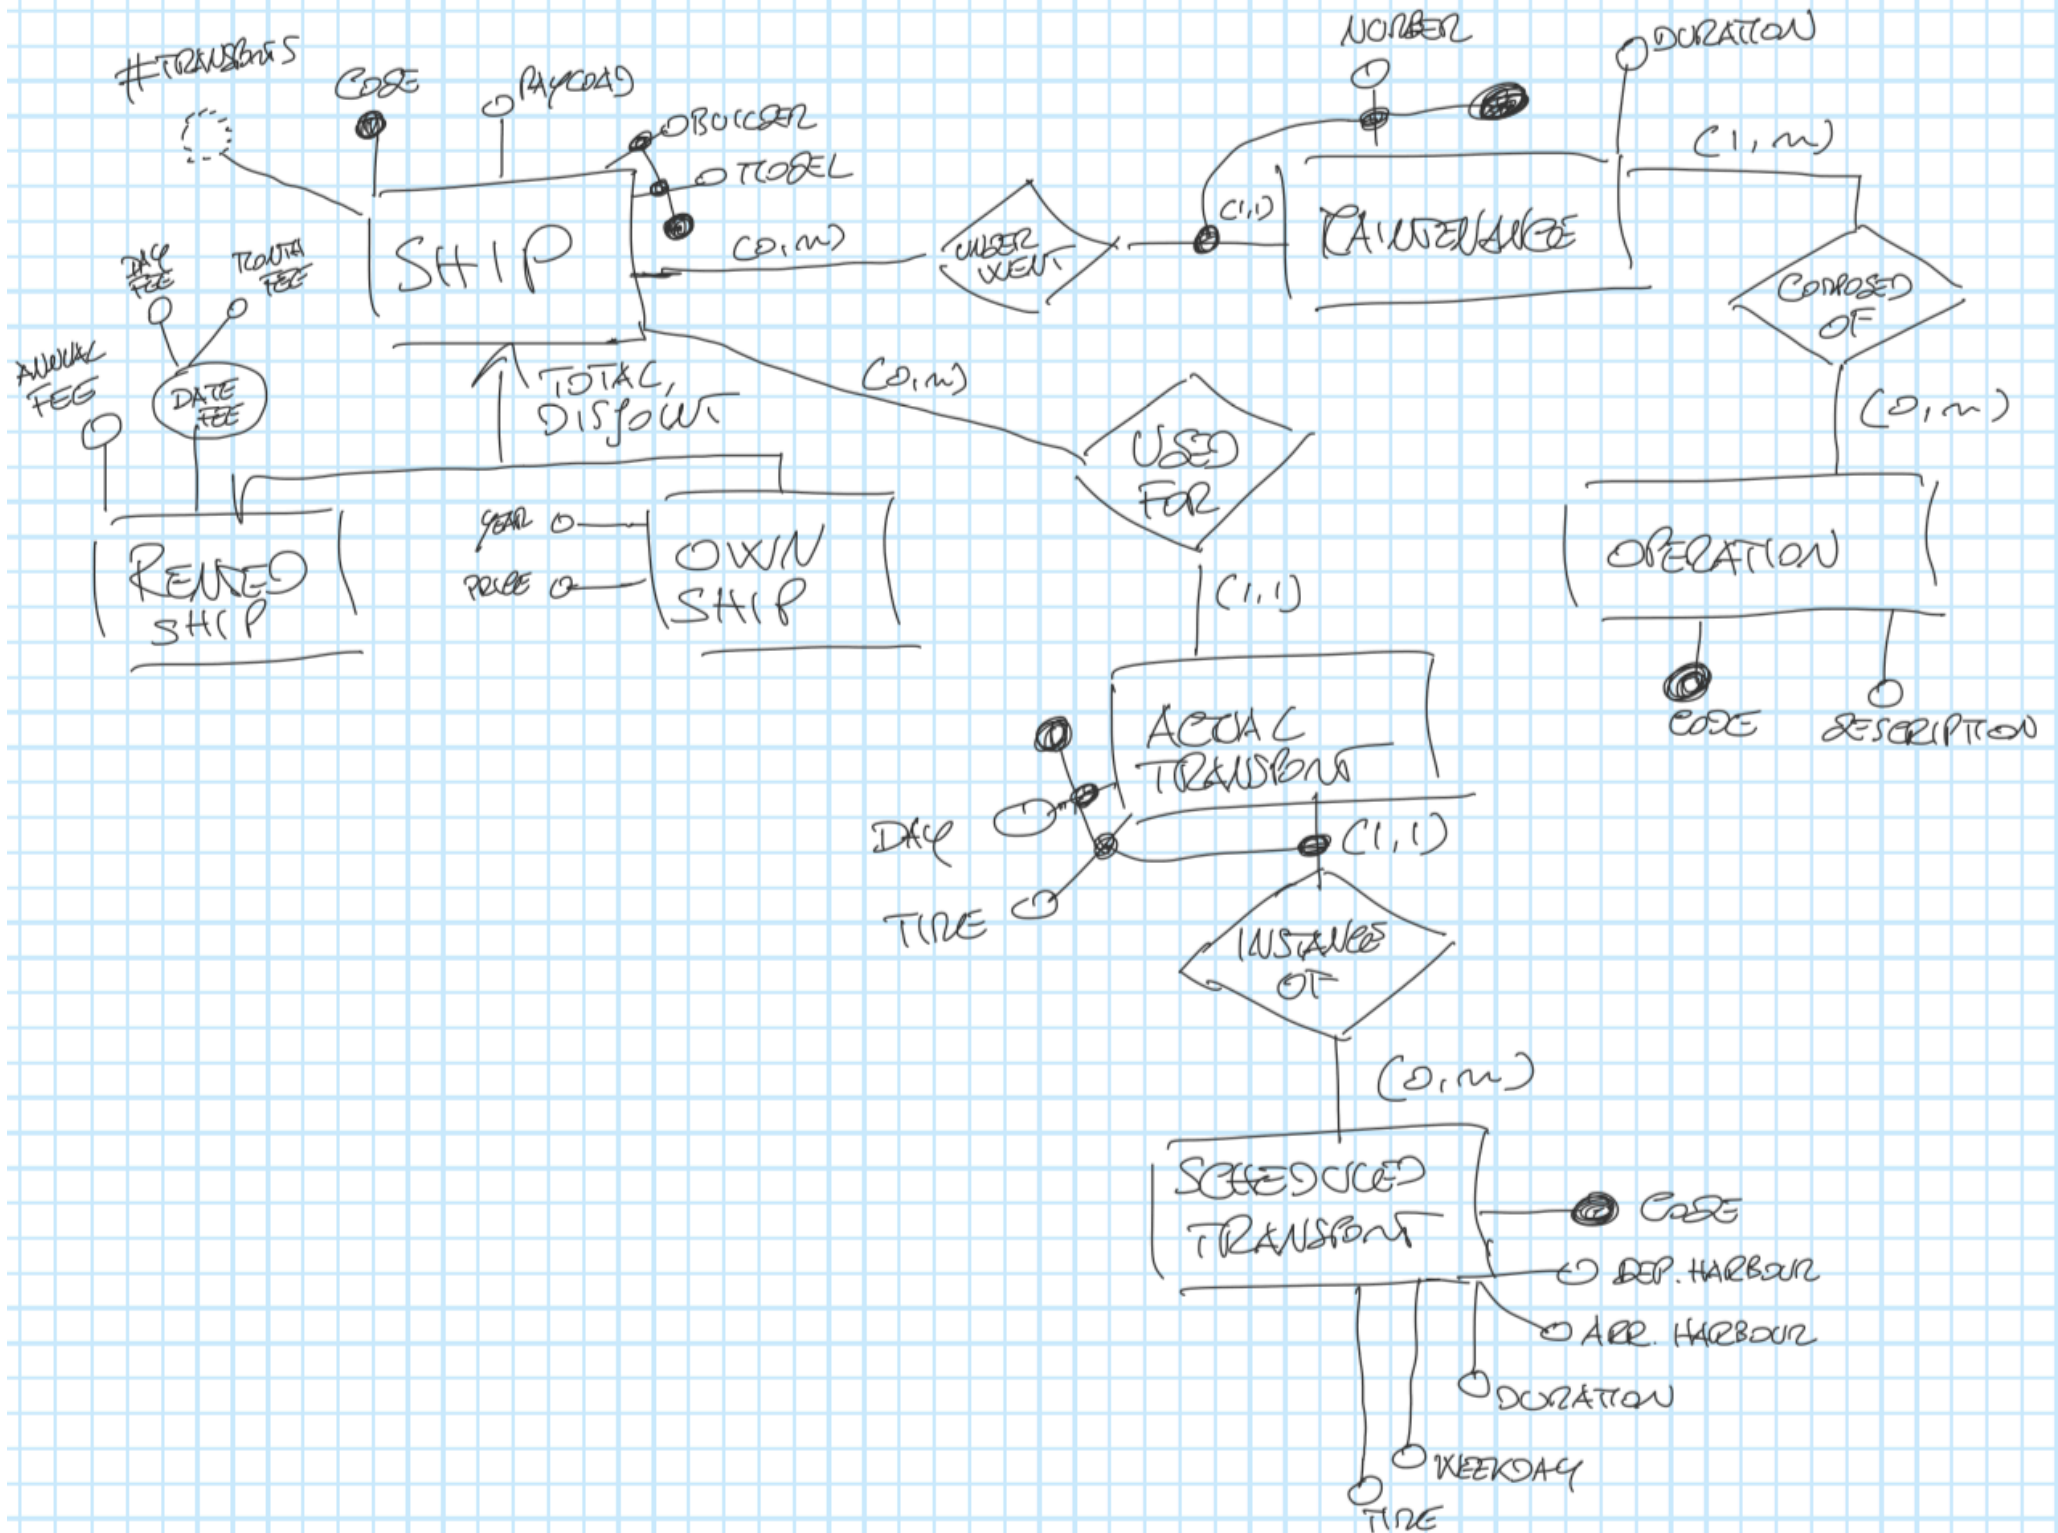 #TRANSPORTS
CODE
PAYLOAD
BUILDER
MODEL
NUMBER
DURATION
(1,n)
SHIP
(0,n)
UNDER
WENT
(1,1)
MAINTENANCE
COMPOSED
OF
DAY
FEE
MONTH
FEE
ANNUAL
FEE
DATE
FEE
TOTAL,
DISJOINT
(0,n)
USED
FOR
(0,n)
RENTED
SHIP
YEAR
PRICE
OWN
SHIP
(1,1)
OPERATION
CODE
DESCRIPTION
ACTUAL
TRANSPORT
DAY
TIME
(1,1)
INSTANCE
OF
(0,n)
SCHEDULED
TRANSPORT
CODE
DEP. HARBOUR
ARR. HARBOUR
DURATION
WEEKDAY
TIME